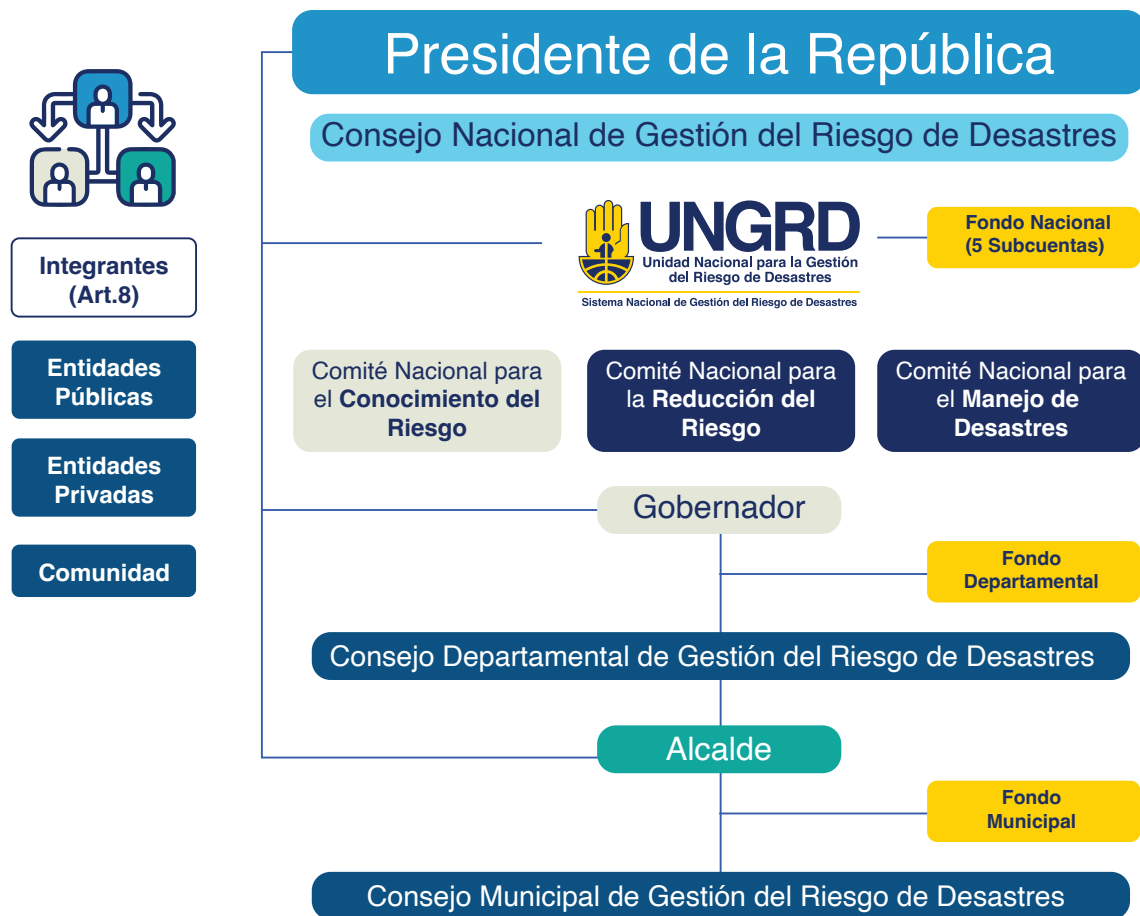 Presidente de la República
Consejo Nacional de Gestión del Riesgo de Desastres
UNGRD
Unidad Nacional para la Gestión
del Riesgo de Desastres
Sistema Nacional de Gestión del Riesgo de Desastres
Fondo Nacional
(5 Subcuentas)
Integrantes
(Art.8)
Entidades
Públicas
Entidades
Privadas
Comunidad
Comité Nacional para
el Conocimiento del
Riesgo
Comité Nacional para
la Reducción del
Riesgo
Comité Nacional para
el Manejo de
Desastres
Gobernador
Fondo
Departamental
Consejo Departamental de Gestión del Riesgo de Desastres
Alcalde
Fondo
Municipal
Consejo Municipal de Gestión del Riesgo de Desastres